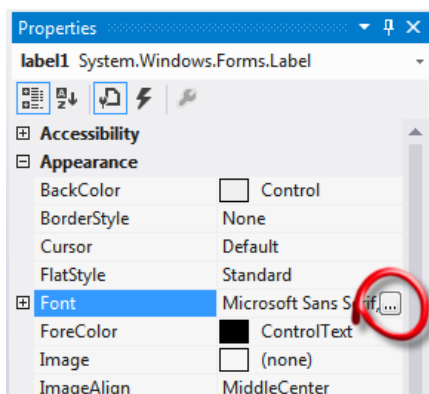 Properties
label1 System.Windows.Forms.Label
Accessibility
Appearance
BackColor Control
BorderStyle None
Cursor Default
FlatStyle Standard
Font Microsoft Sans Serif, ...
ForeColor ControlText
Image (none)
ImageAlign MiddleCenter